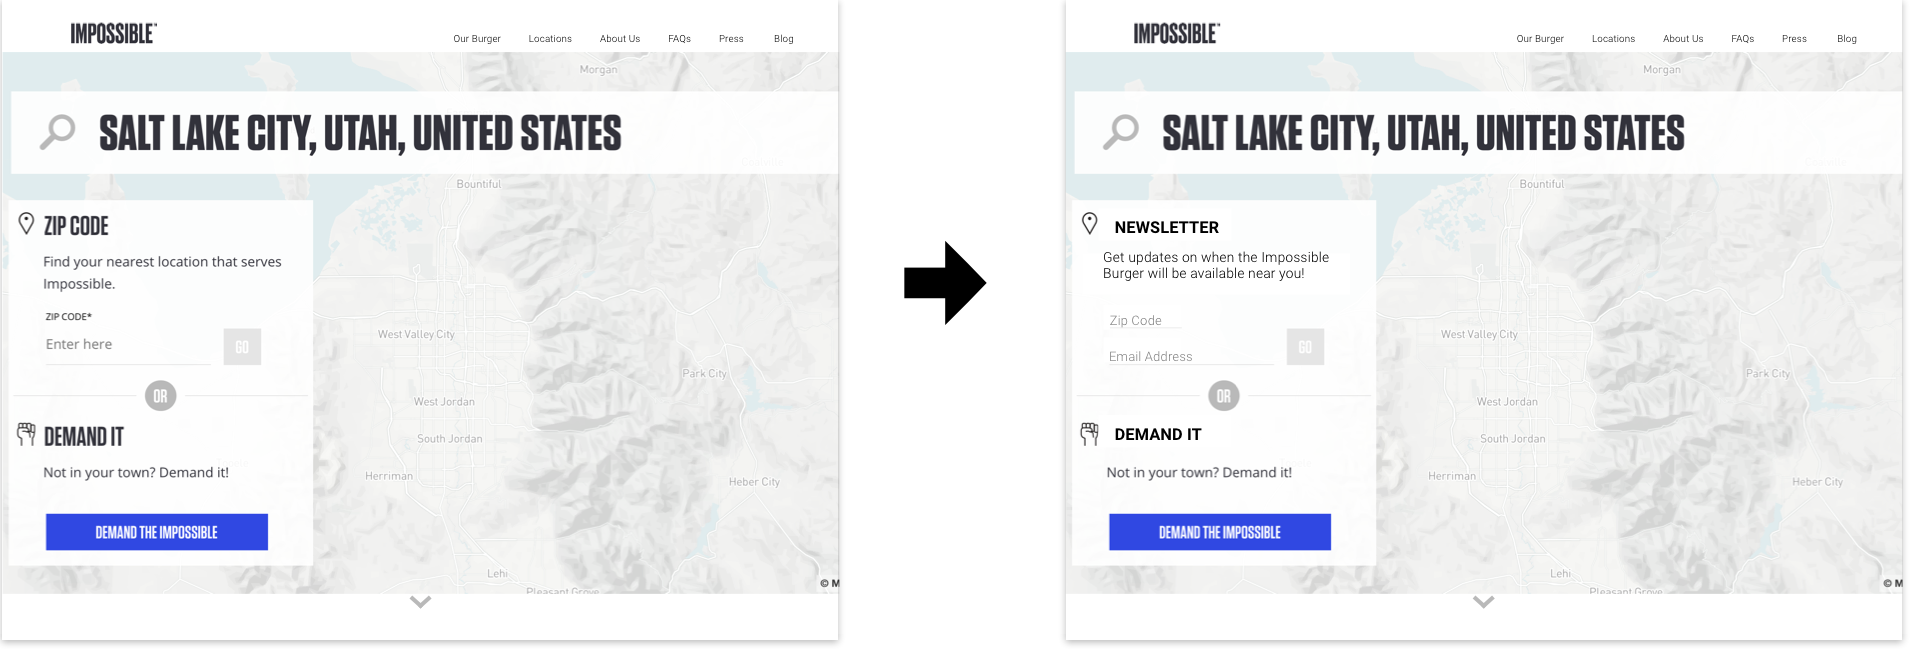 IMPOSSIBLE™
Our Burger Locations About Us FAQs Press Blog
Morgan
SALT LAKE CITY, UTAH, UNITED STATES
Bountiful
ZIP CODE
Find your nearest location that serves
Impossible.
ZIP CODE*
Enter here
GO
OR
DEMAND IT
Not in your town? Demand it!
DEMAND THE IMPOSSIBLE
West Valley City
Park City
West Jordan
South Jordan
Herriman
Heber City
Lehi
Pleasant Grove
© M
IMPOSSIBLE™
Our Burger Locations About Us FAQs Press Blog
Morgan
SALT LAKE CITY, UTAH, UNITED STATES
Bountiful
NEWSLETTER
Get updates on when the Impossible
Burger will be available near you!
Zip Code
Email Address
GO
OR
DEMAND IT
Not in your town? Demand it!
DEMAND THE IMPOSSIBLE
West Valley City
Park City
West Jordan
South Jordan
Herriman
Heber City
Lehi
Pleasant Grove
© M